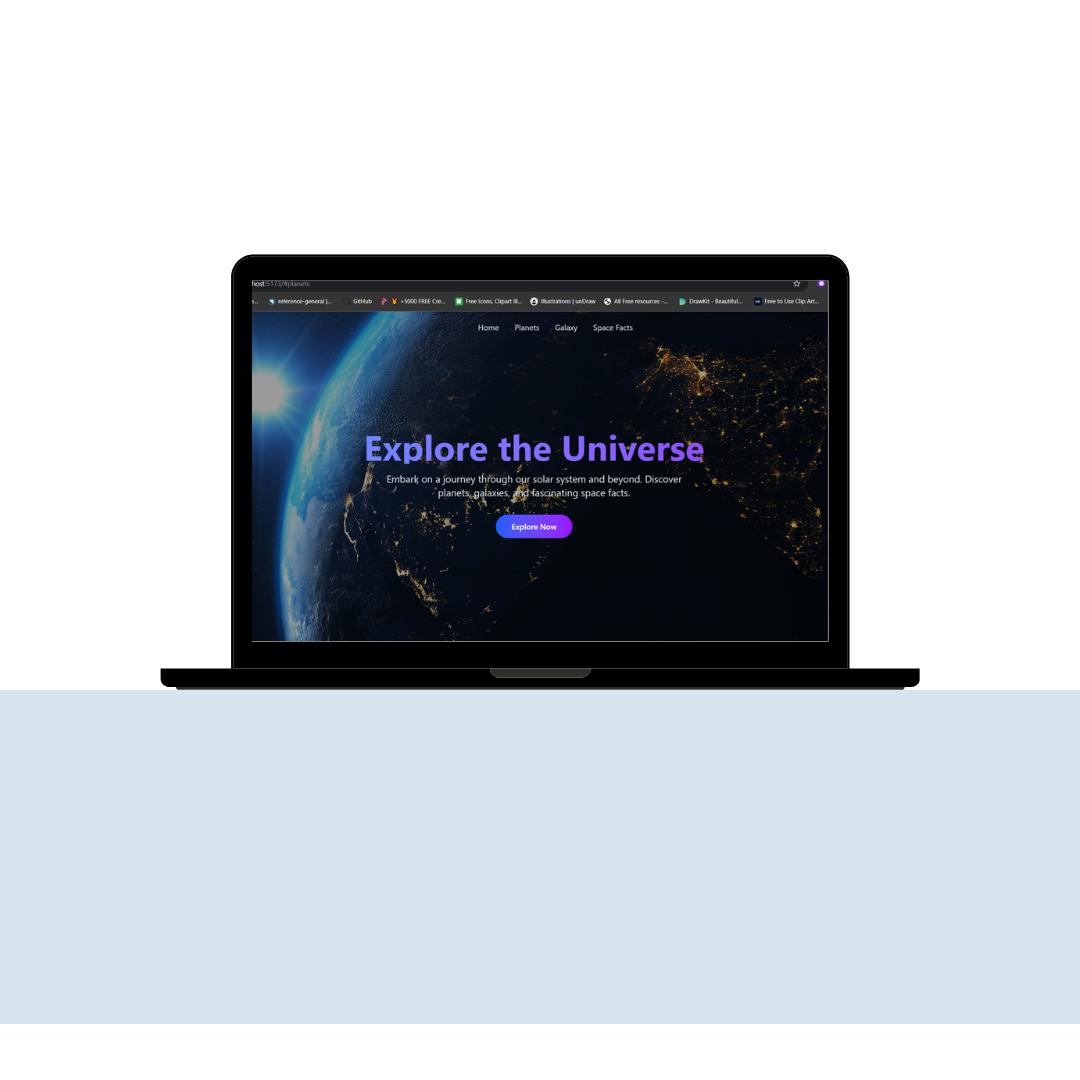 host:5173/#planets
... reference-general |... GitHub +5000 FREE Cre... Free Icons, Clipart Ill... Illustrations | unDraw All Free resources -... DrawKit - Beautiful... Free to Use Clip Art...
Home Planets Galaxy Space Facts
Explore the Universe
Embark on a journey through our solar system and beyond. Discover
planets, galaxies, and fascinating space facts.
Explore Now